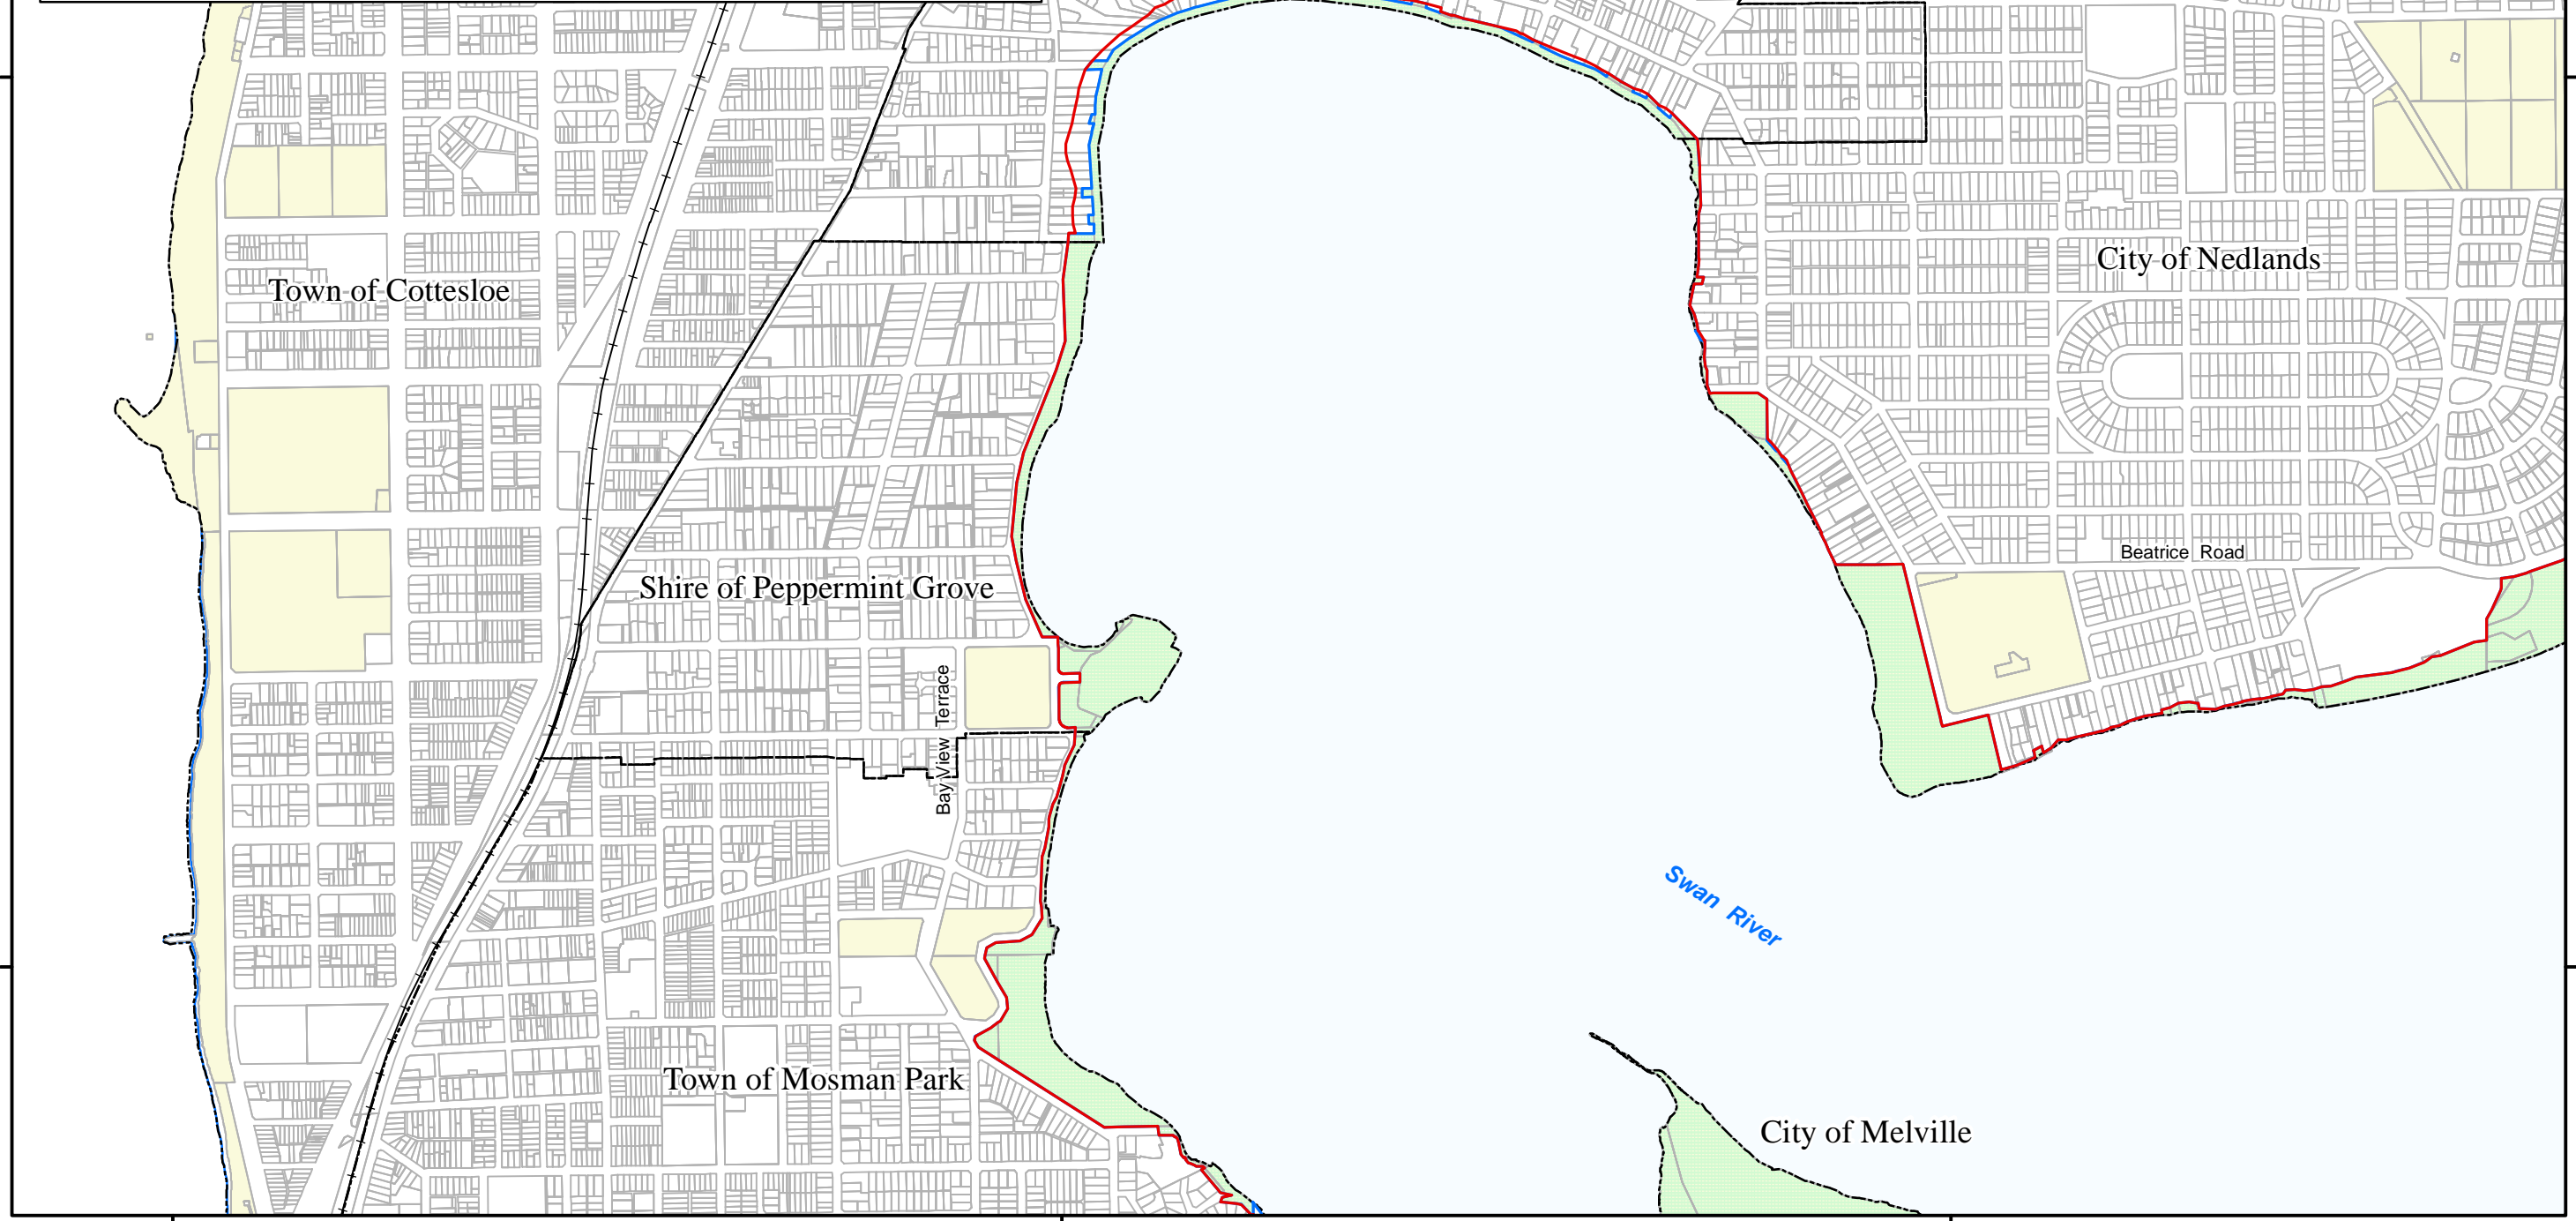 City of Nedlands
Town of Cottesloe
Beatrice Road
Shire of Peppermint Grove
Bay View Terrace
Swan River
Town of Mosman Park
City of Melville